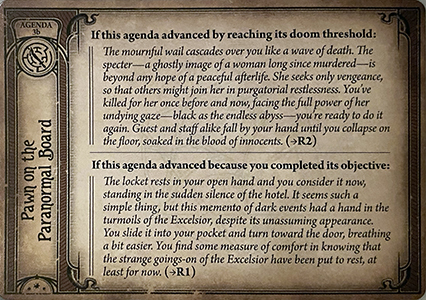 AGENDA
3b
Pawn on the
Paranormal Board
If this agenda advanced by reaching its doom threshold:
The mournful wail cascades over you like a wave of death. The
specter—a ghostly image of a woman long since murdered—is
beyond any hope of a peaceful afterlife. She seeks only vengeance,
so that others might join her in purgatorial restlessness. You've
killed for her once before and now, facing the full power of her
undying gaze—black as the endless abyss—you're ready to do it
again. Guest and staff alike fall by your hand until you collapse on
the floor, soaked in the blood of innocents. (→R2)
If this agenda advanced because you completed its objective:
The locket rests in your open hand and you consider it now,
standing in the sudden silence of the hotel. It seems such a
simple thing, but this memento of dark events had a hand in the
turmoils of the Excelsior, despite its unassuming appearance.
You slide it into your pocket and turn toward the door, breathing
a bit easier. You find some measure of comfort in knowing that
the strange goings-on of the Excelsior have been put to rest, at
least for now. (→R1)